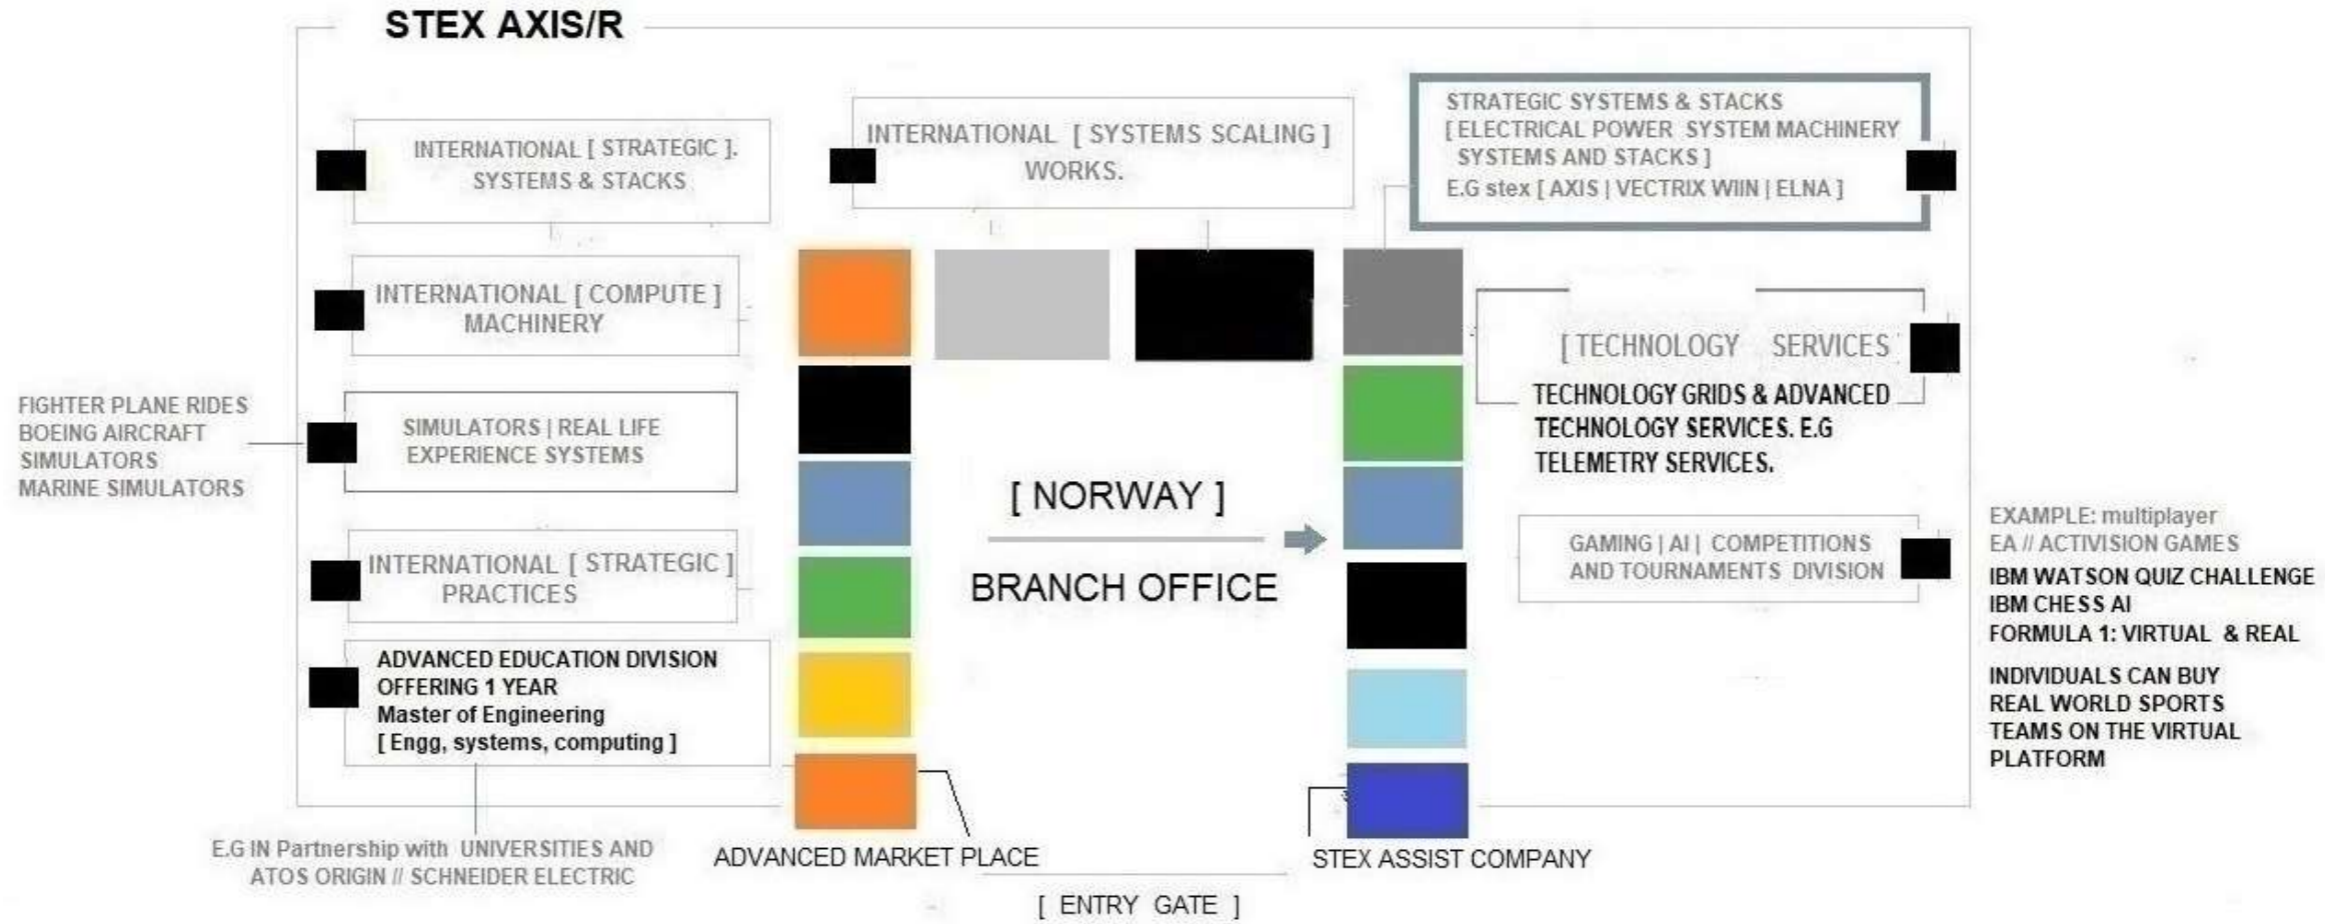 STEX AXIS/R
INTERNATIONAL [ STRATEGIC ].
SYSTEMS & STACKS
INTERNATIONAL [ SYSTEMS SCALING ]
WORKS.
STRATEGIC SYSTEMS & STACKS
[ ELECTRICAL POWER SYSTEM MACHINERY
SYSTEMS AND STACKS ]
E.G stex [ AXIS | VECTRIX WIIN | ELNA ]
INTERNATIONAL [ COMPUTE ]
MACHINERY
[ TECHNOLOGY SERVICES
TECHNOLOGY GRIDS & ADVANCED
TECHNOLOGY SERVICES. E.G
TELEMETRY SERVICES.
FIGHTER PLANE RIDES
BOEING AIRCRAFT
SIMULATORS
MARINE SIMULATORS
SIMULATORS | REAL LIFE
EXPERIENCE SYSTEMS
[ NORWAY ]
BRANCH OFFICE
GAMING | AI | COMPETITIONS
AND TOURNAMENTS DIVISION
EXAMPLE: multiplayer
EA // ACTIVISION GAMES
IBM WATSON QUIZ CHALLENGE
IBM CHESS AI
FORMULA 1: VIRTUAL & REAL
INDIVIDUALS CAN BUY
REAL WORLD SPORTS
TEAMS ON THE VIRTUAL
PLATFORM
INTERNATIONAL [ STRATEGIC ]
PRACTICES
ADVANCED EDUCATION DIVISION
OFFERING 1 YEAR
Master of Engineering
[ Engg, systems, computing ]
E.G IN Partnership with UNIVERSITIES AND
ATOS ORIGIN // SCHNEIDER ELECTRIC
ADVANCED MARKET PLACE
STEX ASSIST COMPANY
[ ENTRY GATE ]